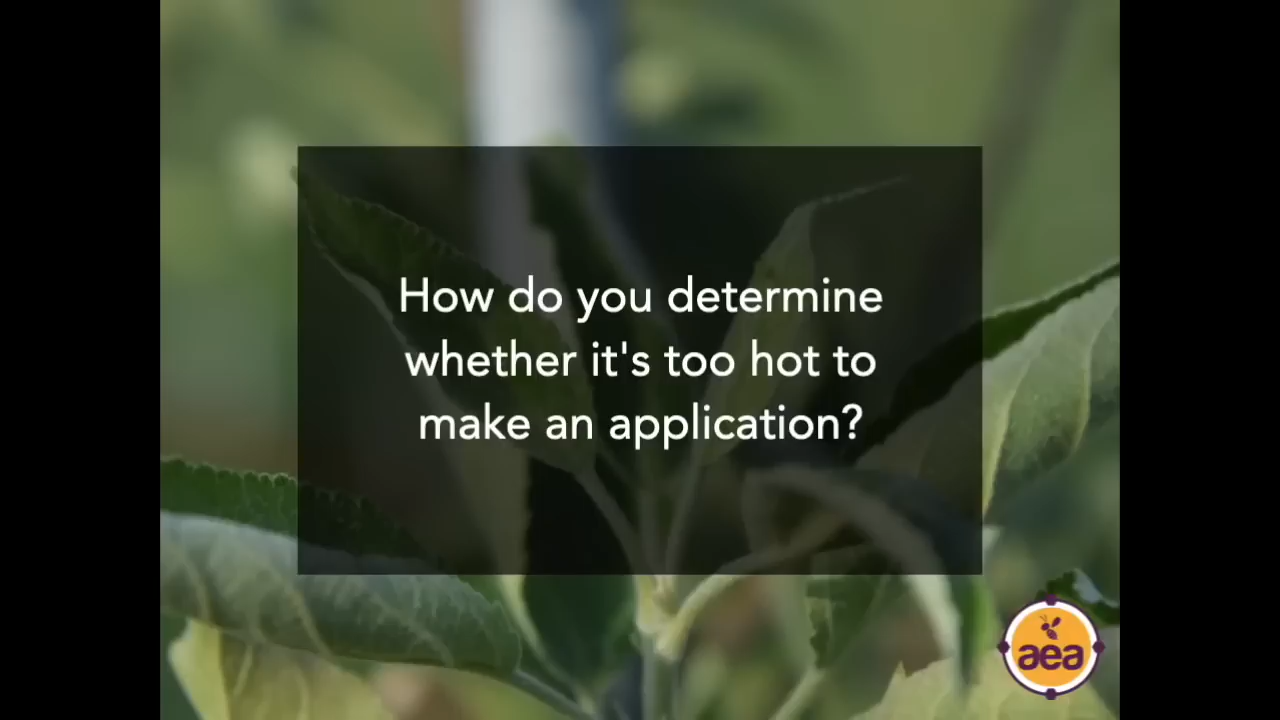 How do you determine
whether it's too hot to
make an application?
aea